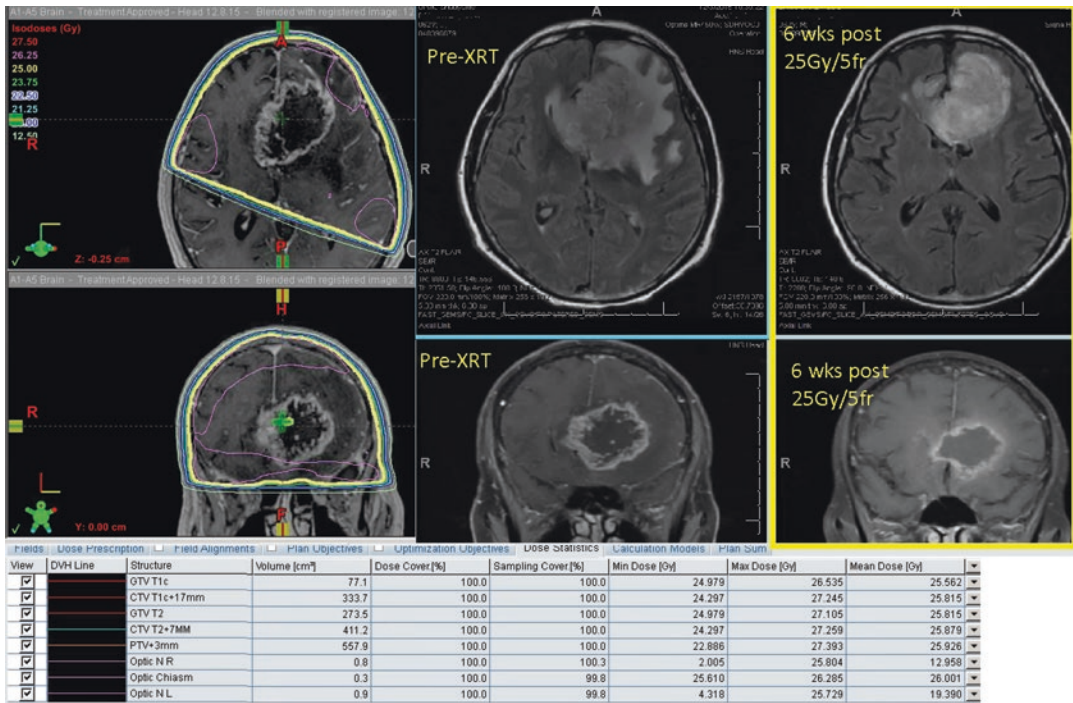 A1-A5 Brain - TreatmentApproved - Head 12.8.15 - Blended with registered image: 12
Isodoses (Gy)
27.50
26.25
25.00
23.75
22.50
21.25
12.50
A
R
P
Z: -0.25 cm
A1-A5 Brain - TreatmentApproved - Head 12.8.15 - Blended with registered image: 12
H
R
F
Y: 0.00 cm
A
Pre-XRT
R
AX T2 FLAIR
Axial Link
Pre-XRT
R
A
6 wks post
25Gy/5fr
R
AX T2 FLAIR
Axial Link
6 wks post
25Gy/5fr
R
Fields Dose Prescription Field Alignments Plan Objectives Optimization Objectives Dose Statistics Calculation Models Plan Sum
View DVH Line Structure Volume [cm³] Dose Cover.[%] Sampling Cover.[%] Min Dose [Gy] Max Dose [Gy] Mean Dose [Gy]
GTV T1c 77.1 100.0 100.0 24.979 26.535 25.562
CTV T1c+17mm 333.7 100.0 100.0 24.297 27.245 25.815
GTV T2 273.5 100.0 100.0 24.979 27.105 25.815
CTV T2+7MM 411.2 100.0 100.0 24.297 27.259 25.879
PTV+3mm 557.9 100.0 100.0 22.886 27.393 25.926
Optic N R 0.8 100.0 100.3 2.005 25.804 12.958
Optic Chiasm 0.3 100.0 99.8 25.610 26.285 26.001
Optic N L 0.9 100.0 99.8 4.318 25.729 19.390